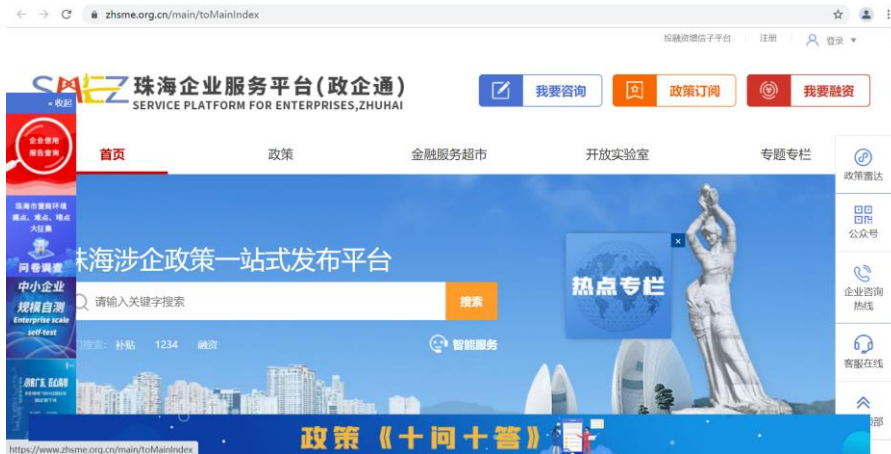 zhsme.org.cn/main/toMainIndex
投融资增信子平台 注册 登录
SMEZ 珠海企业服务平台(政企通)
SERVICE PLATFORM FOR ENTERPRISES,ZHUHAI
我要咨询 政策订阅 我要融资
« 收起
企业信用
报告查询
首页 政策 金融服务超市 开放实验室 专题专栏
政策雷达
公众号
企业咨询
热线
客服在线
部
珠海市营商环境
痛点、难点、堵点
大征集
问卷调查
中小企业
规模自测
Enterprise scale
self-test
珠海涉企政策一站式发布平台
请输入关键字搜索 搜索
搜索: 补贴 1234 融资 智能服务
热点专栏
政策《十问十答》
https://www.zhsme.org.cn/main/toMainIndex